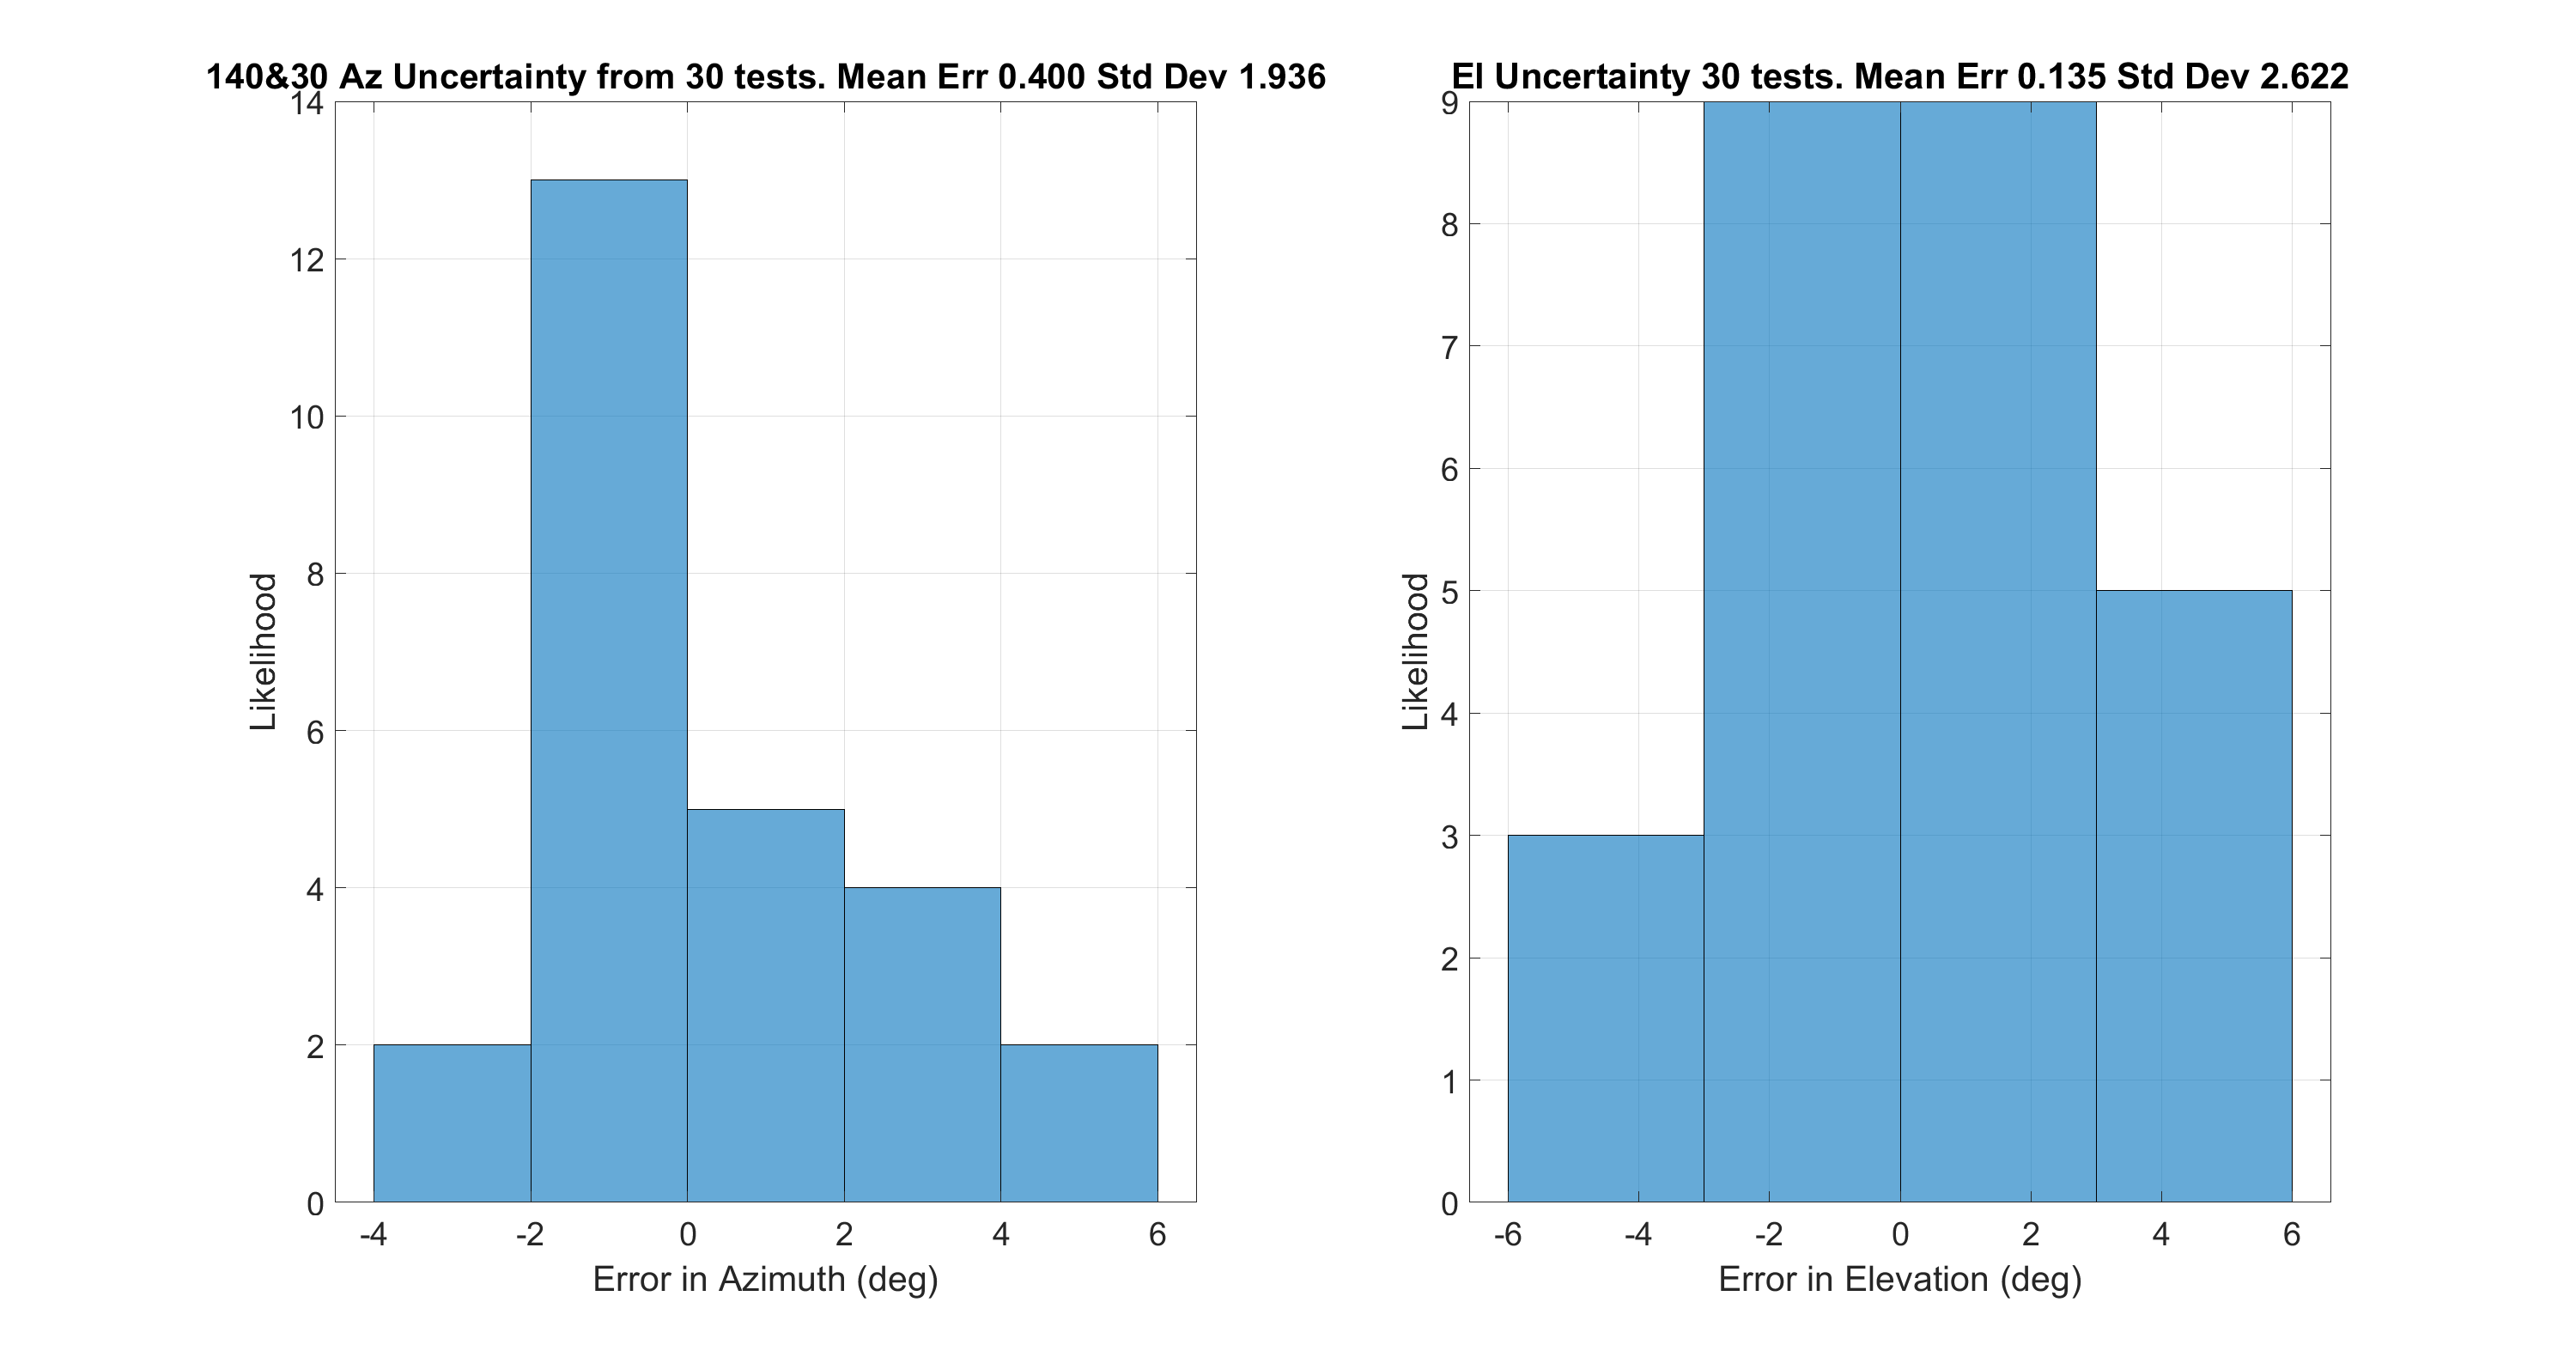 140&30 Az Uncertainty from 30 tests. Mean Err 0.400 Std Dev 1.936
14
12
10
8
6
4
2
0
Likelihood
-4 -2 0 2 4 6
Error in Azimuth (deg)
El Uncertainty 30 tests. Mean Err 0.135 Std Dev 2.622
9
8
7
6
5
4
3
2
1
0
Likelihood
-6 -4 -2 0 2 4 6
Error in Elevation (deg)